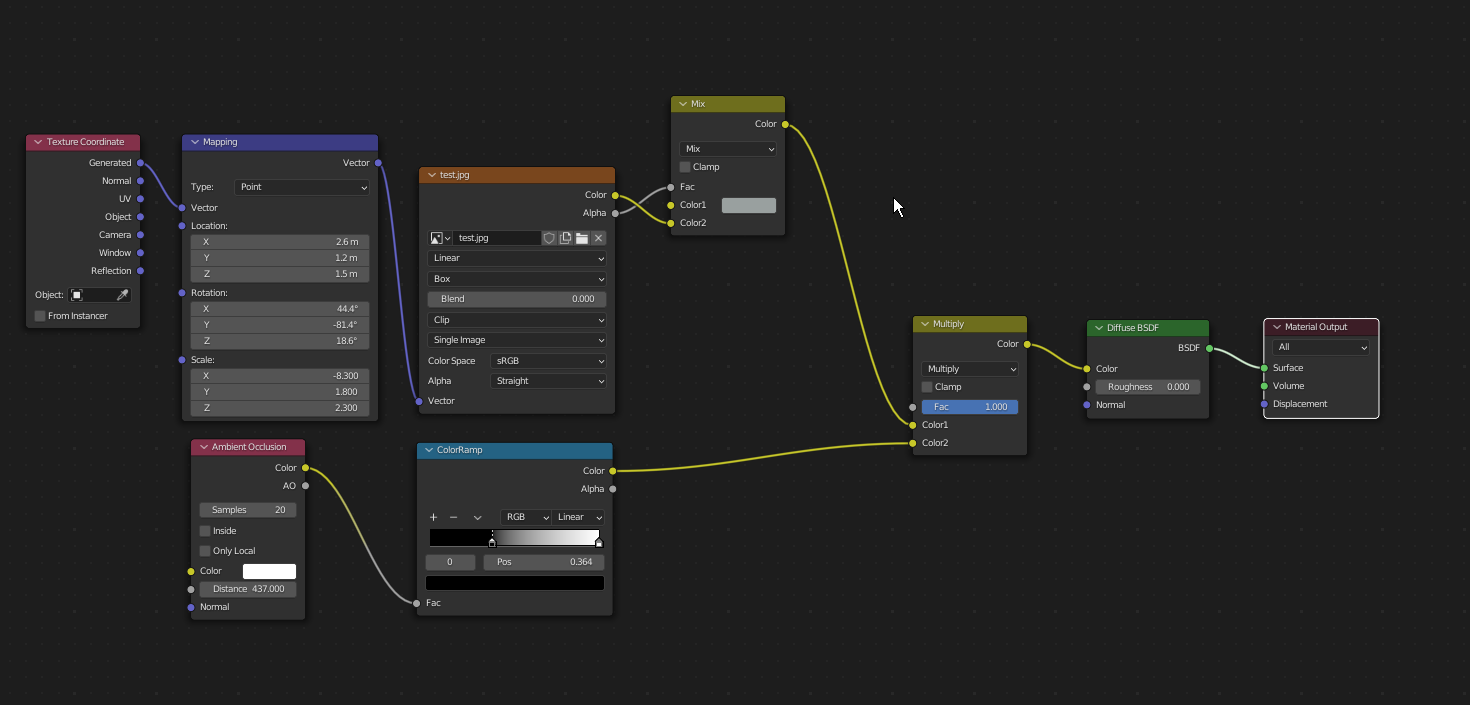 Texture Coordinate
Generated
Normal
UV
Object
Camera
Window
Reflection
Object:
From Instancer
Mapping
Vector
Type: Point
Vector
Location:
X 2.6 m
Y 1.2 m
Z 1.5 m
Rotation:
X 44.4°
Y -81.4°
Z 18.6°
Scale:
X -8.300
Y 1.800
Z 2.300
test.jpg
Color
Alpha
test.jpg
Linear
Box
Blend 0.000
Clip
Single Image
Color Space sRGB
Alpha Straight
Vector
Mix
Color
Mix
Clamp
Fac
Color1
Color2
Ambient Occlusion
Color
AO
Samples 20
Inside
Only Local
Color
Distance 437.000
Normal
ColorRamp
Color
Alpha
RGB Linear
0 Pos 0.364
Fac
Multiply
Color
Multiply
Clamp
Fac 1.000
Color1
Color2
Diffuse BSDF
BSDF
Color
Roughness 0.000
Normal
Material Output
All
Surface
Volume
Displacement